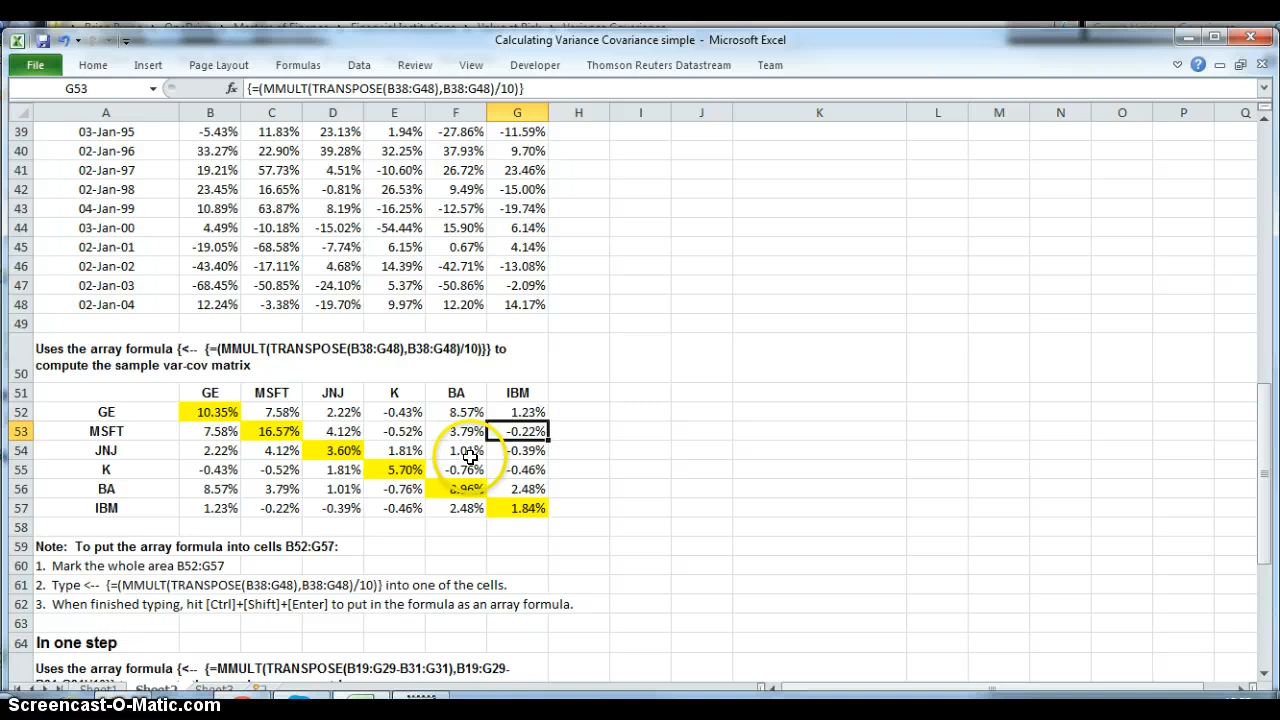 Calculating Variance Covariance simple - Microsoft Excel
File Home Insert Page Layout Formulas Data Review View Developer Thomson Reuters Datastream Team
G53 fx {=(MMULT(TRANSPOSE(B38:G48),B38:G48)/10)}
A B C D E F G H I J K L M N O P Q
39 03-Jan-95 -5.43% 11.83% 23.13% 1.94% -27.86% -11.59%
40 02-Jan-96 33.27% 22.90% 39.28% 32.25% 37.93% 9.70%
41 02-Jan-97 19.21% 57.73% 4.51% -10.60% 26.72% 23.46%
42 02-Jan-98 23.45% 16.65% -0.81% 26.53% 9.49% -15.00%
43 04-Jan-99 10.89% 63.87% 8.19% -16.25% -12.57% -19.74%
44 03-Jan-00 4.49% -10.18% -15.02% -54.44% 15.90% 6.14%
45 02-Jan-01 -19.05% -68.58% -7.74% 6.15% 0.67% 4.14%
46 02-Jan-02 -43.40% -17.11% 4.68% 14.39% -42.71% -13.08%
47 02-Jan-03 -68.45% -50.85% -24.10% 5.37% -50.86% -2.09%
48 02-Jan-04 12.24% -3.38% -19.70% 9.97% 12.20% 14.17%
49
Uses the array formula {<-- {=(MMULT(TRANSPOSE(B38:G48),B38:G48)/10)}} to
50 compute the sample var-cov matrix
51 GE MSFT JNJ K BA IBM
52 GE 10.35% 7.58% 2.22% -0.43% 8.57% 1.23%
53 MSFT 7.58% 16.57% 4.12% -0.52% 3.79% -0.22%
54 JNJ 2.22% 4.12% 3.60% 1.81% 1.01% -0.39%
55 K -0.43% -0.52% 1.81% 5.70% -0.76% -0.46%
56 BA 8.57% 3.79% 1.01% -0.76% 8.96% 2.48%
57 IBM 1.23% -0.22% -0.39% -0.46% 2.48% 1.84%
58
59 Note: To put the array formula into cells B52:G57:
60 1. Mark the whole area B52:G57
61 2. Type <-- {=(MMULT(TRANSPOSE(B38:G48),B38:G48)/10)} into one of the cells.
62 3. When finished typing, hit [Ctrl]+[Shift]+[Enter] to put in the formula as an array formula.
63
64 In one step
Uses the array formula {<-- {=MMULT(TRANSPOSE(B19:G29-B31:G31),B19:G29-
Sheet1 Sheet2 Sheet3
Screencast-O-Matic.com